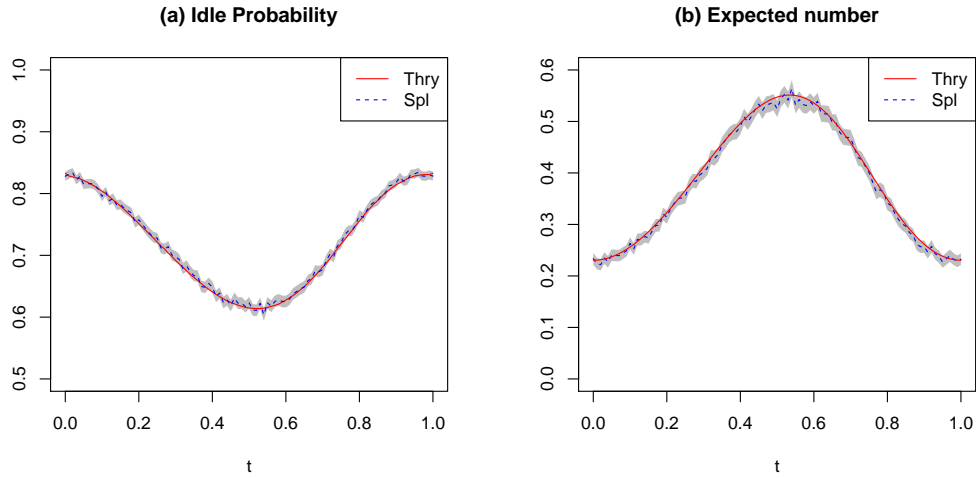 (a) Idle Probability
1.0
0.9
0.8
0.7
0.6
0.5
Thry
Spl
0.0 0.2 0.4 0.6 0.8 1.0
t
(b) Expected number
0.6
0.5
0.4
0.3
0.2
0.1
0.0
Thry
Spl
0.0 0.2 0.4 0.6 0.8 1.0
t